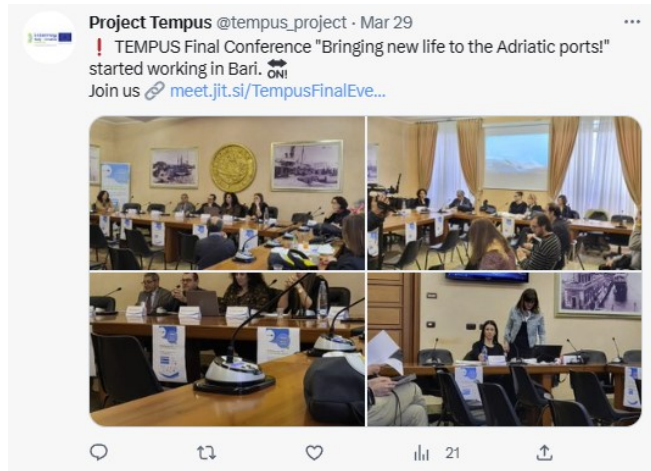 Project Tempus @tempus_project · Mar 29
❗ TEMPUS Final Conference "Bringing new life to the Adriatic ports!"
started working in Bari. ON!
Join us 🔗 meet.jit.si/TempusFinalEve...
21